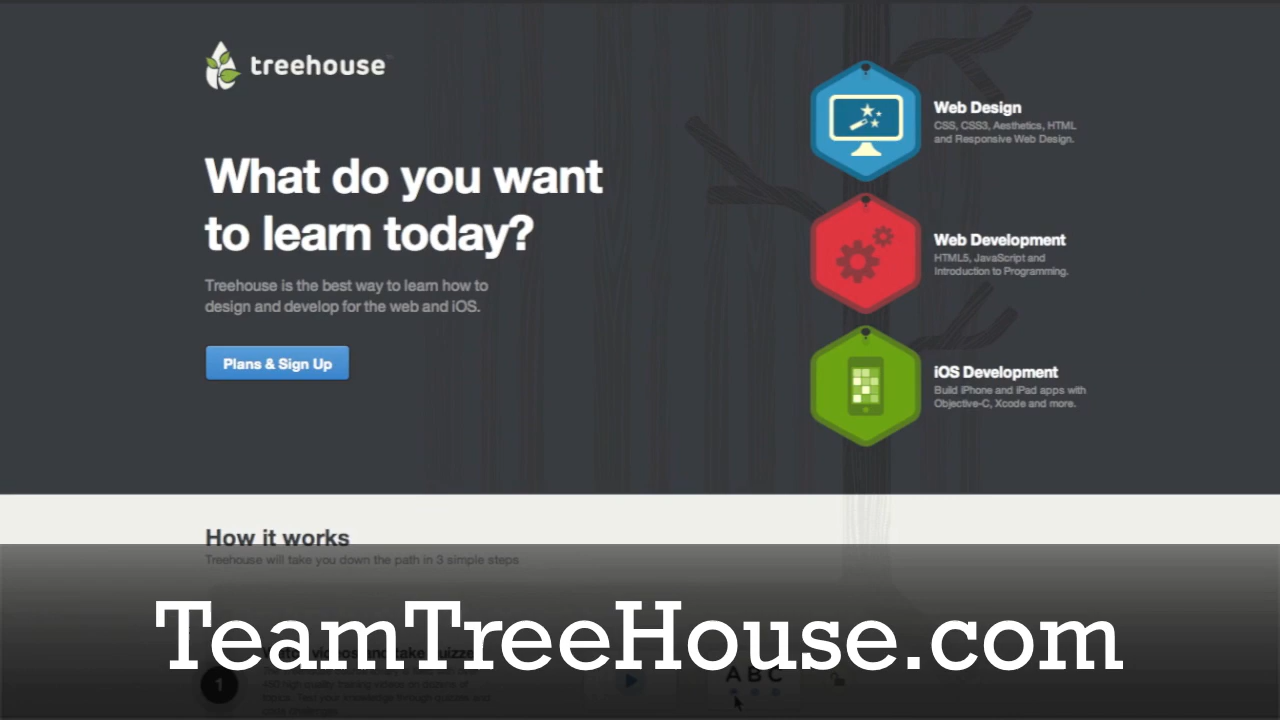 treehouse
What do you want
to learn today?
Treehouse is the best way to learn how to
design and develop for the web and iOS.
Plans & Sign Up
Web Design
CSS, CSS3, Aesthetics, HTML
and Responsive Web Design.
Web Development
HTML5, JavaScript and
Introduction to Programming.
iOS Development
Build iPhone and iPad apps with
Objective-C, Xcode and more.
How it works
Treehouse will take you down the path in 3 simple steps
TeamTreeHouse.com
1
ABC